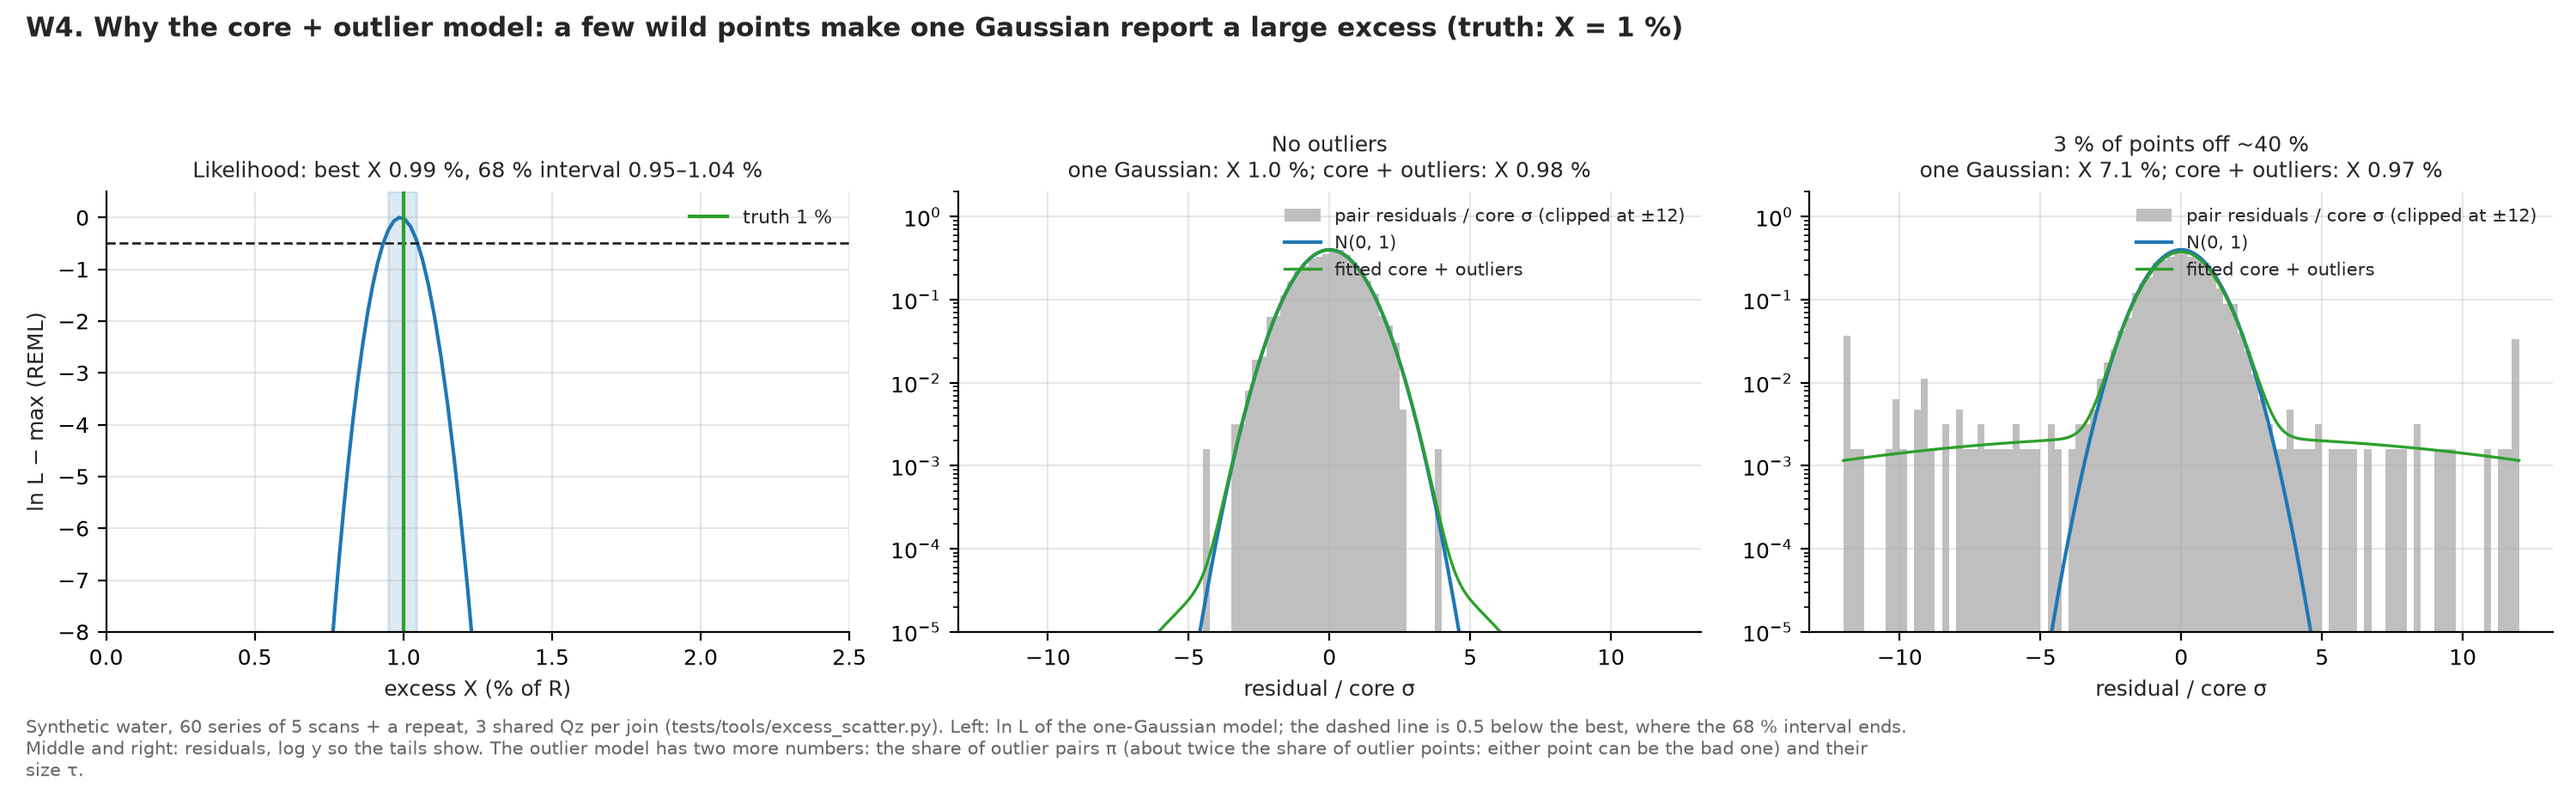 W4. Why the core + outlier model: a few wild points make one Gaussian report a large excess (truth: X = 1 %)
Likelihood: best X 0.99 %, 68 % interval 0.95–1.04 %
truth 1 %
0
−1
−2
−3
−4
−5
−6
−7
−8
ln L − max (REML)
0.0 0.5 1.0 1.5 2.0 2.5
excess X (% of R)
No outliers
one Gaussian: X 1.0 %; core + outliers: X 0.98 %
pair residuals / core σ (clipped at ±12)
N(0, 1)
fitted core + outliers
10⁰
10⁻¹
10⁻²
10⁻³
10⁻⁴
10⁻⁵
−10 −5 0 5 10
residual / core σ
3 % of points off ~40 %
one Gaussian: X 7.1 %; core + outliers: X 0.97 %
pair residuals / core σ (clipped at ±12)
N(0, 1)
fitted core + outliers
10⁰
10⁻¹
10⁻²
10⁻³
10⁻⁴
10⁻⁵
−10 −5 0 5 10
residual / core σ
Synthetic water, 60 series of 5 scans + a repeat, 3 shared Qz per join (tests/tools/excess_scatter.py). Left: ln L of the one-Gaussian model; the dashed line is 0.5 below the best, where the 68 % interval ends.
Middle and right: residuals, log y so the tails show. The outlier model has two more numbers: the share of outlier pairs π (about twice the share of outlier points: either point can be the bad one) and their
size τ.